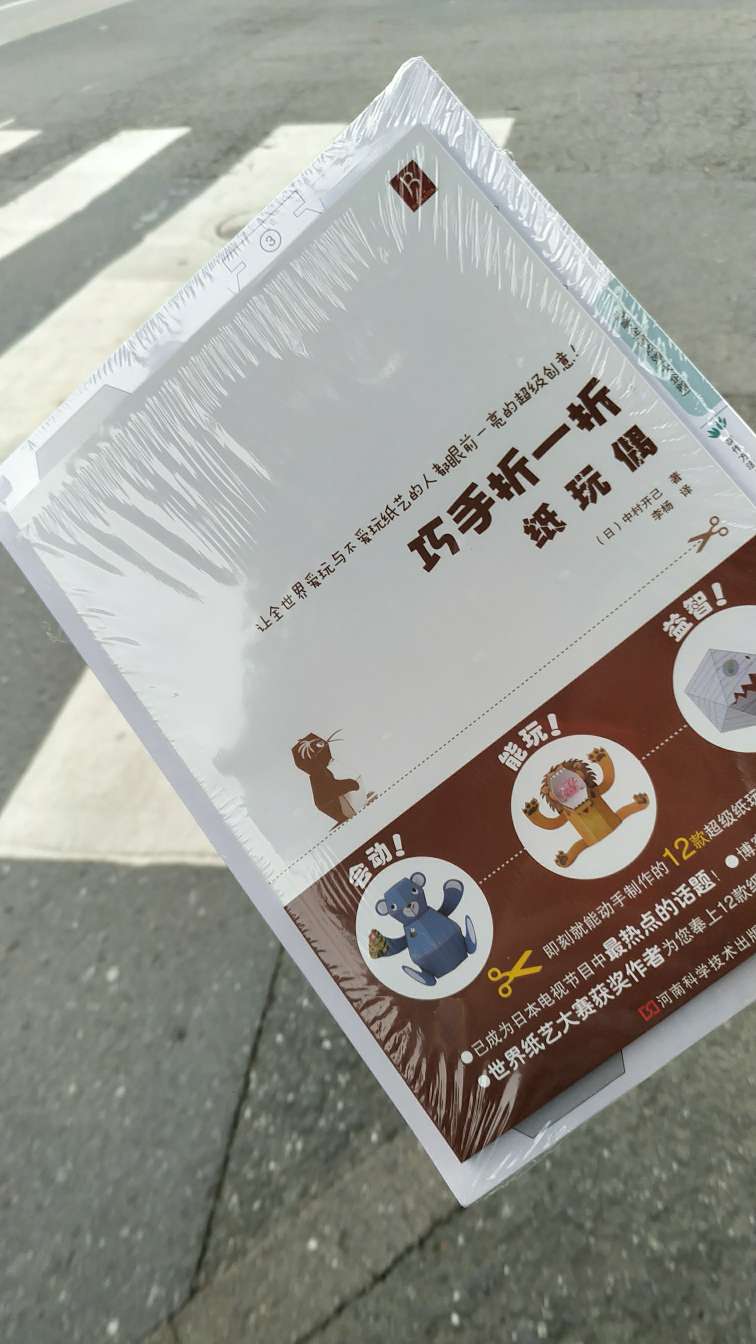 B
③
让全世界爱玩与不爱玩纸艺的人都眼前一亮的超级创意！
巧手折一折
纸玩偶
（日）中村开己 著
李杨 译
益智！
能玩！
会动！
即刻就能动手制作的12款超级纸玩
●已成为日本电视节目中最热点的话题！ ●博
●世界纸艺大赛获奖作者为您奉上12款
河南科学技术出版